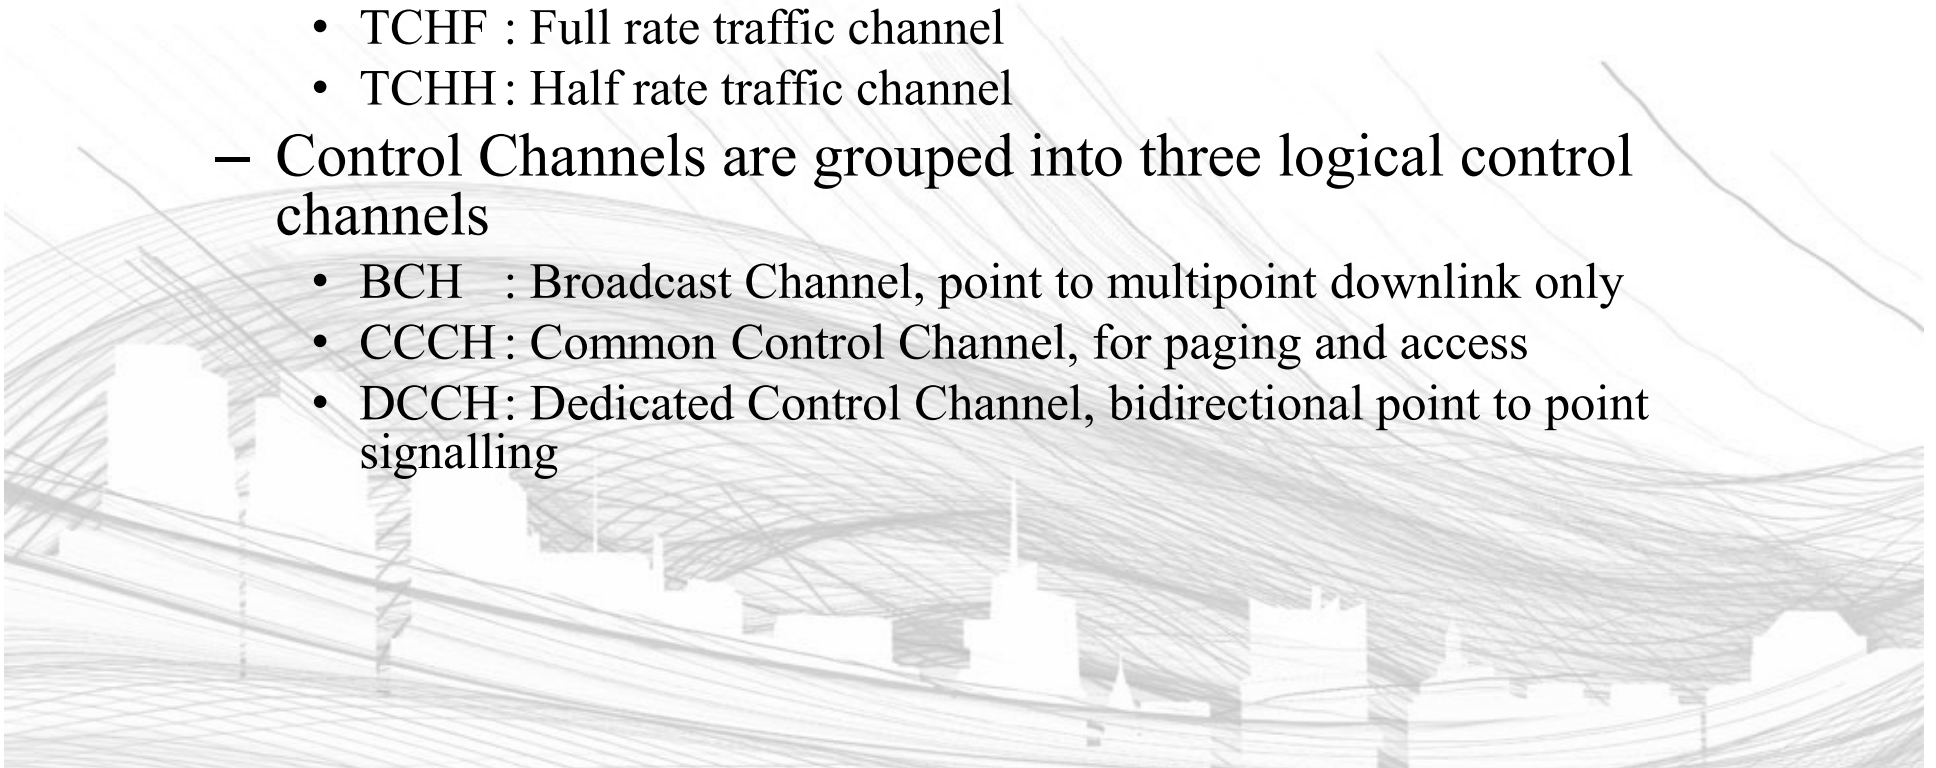 • TCHF : Full rate traffic channel
• TCHH : Half rate traffic channel
– Control Channels are grouped into three logical control
channels
• BCH : Broadcast Channel, point to multipoint downlink only
• CCCH : Common Control Channel, for paging and access
• DCCH : Dedicated Control Channel, bidirectional point to point
signalling